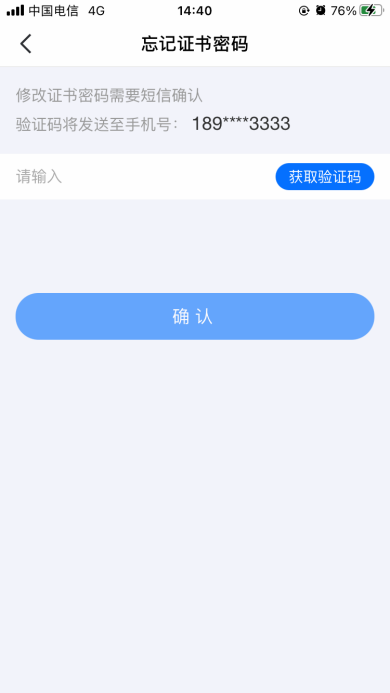 中国电信 4G 14:40 76%
忘记证书密码
修改证书密码需要短信确认
验证码将发送至手机号： 189****3333
请输入 获取验证码
确 认